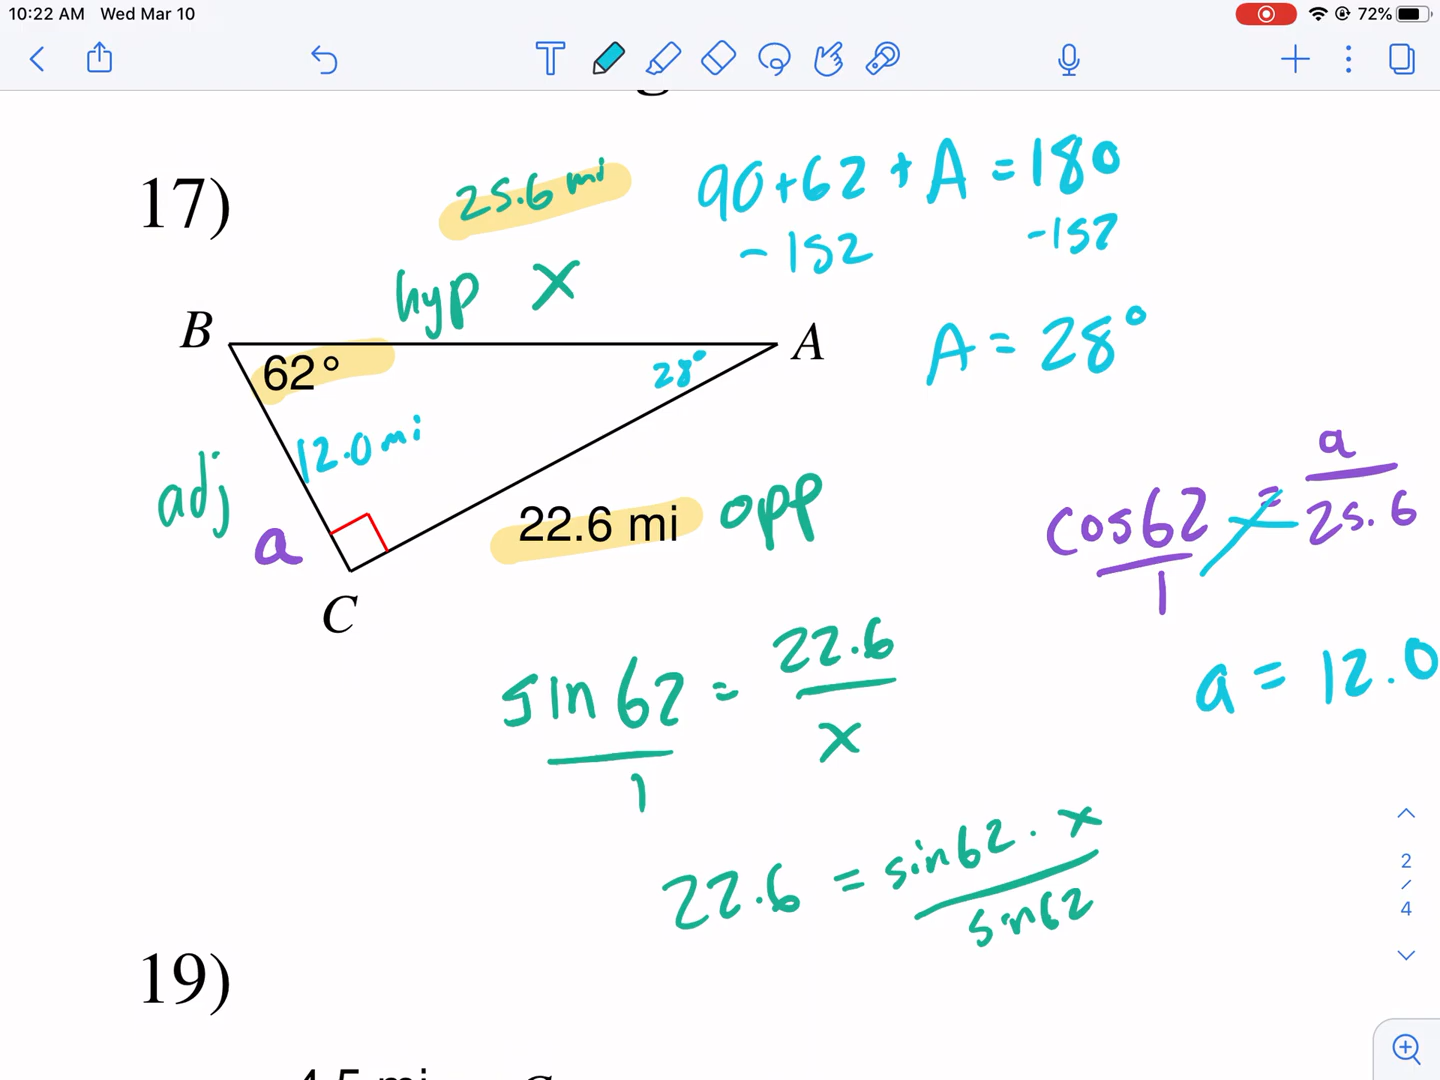 10:22 AM Wed Mar 10
72%
T
17)
25.6 mi
90+62 + A = 180
-152 -152
hyp X
B
A
62°
28°
A = 28°
12.0 mi
adj
a
22.6 mi
opp
C
cos62 = a
1 25.6
sin 62 = 22.6
1 x
a = 12.0
22.6 = sin62 · x
sin62
2
/
4
19)